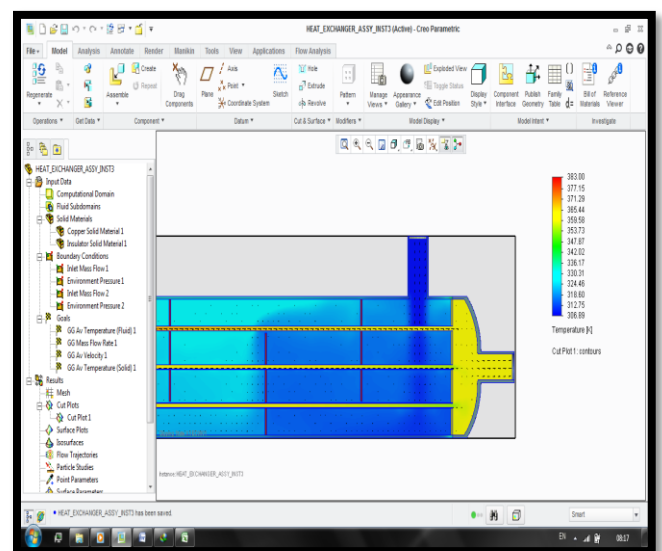 HEAT_EXCHANGER_ASSY_INST3 (Active) - Creo Parametric
File Model Analysis Annotate Render Manikin Tools View Applications Flow Analysis
Regenerate
Operations
Get Data
Assemble
Create
Repeat
Drag Components
Component
Plane
Axis
Point
Coordinate System
Sketch
Datum
Hole
Extrude
Revolve
Cut & Surface
Pattern
Modifiers
Manage Views
Appearance Gallery
Exploded View
Toggle Status
Edit Position
Display Style
Model Display
Component Interface
Publish Geometry
Family Table
d=
Model Intent
Bill of Materials
Reference Viewer
Investigate
HEAT_EXCHANGER_ASSY_INST3
Input Data
Computational Domain
Fluid Subdomains
Solid Materials
Copper Solid Material 1
Insulator Solid Material 1
Boundary Conditions
Inlet Mass Flow 1
Environment Pressure 1
Inlet Mass Flow 2
Environment Pressure 2
Goals
GG Av Temperature (Fluid) 1
GG Mass Flow Rate 1
GG Av Velocity 1
GG Av Temperature (Solid) 1
Results
Mesh
Cut Plots
Cut Plot 1
Surface Plots
Isosurfaces
Flow Trajectories
Particle Studies
Point Parameters
Surface Parameters
383.00
377.15
371.29
365.44
359.58
353.73
347.87
342.02
336.17
330.31
324.46
318.60
312.75
306.89
Temperature [K]
Cut Plot 1: contours
Instance:HEAT_EXCHANGER_ASSY_INST3
HEAT_EXCHANGER_ASSY_INST3 has been saved.
Smart
EN
08:17